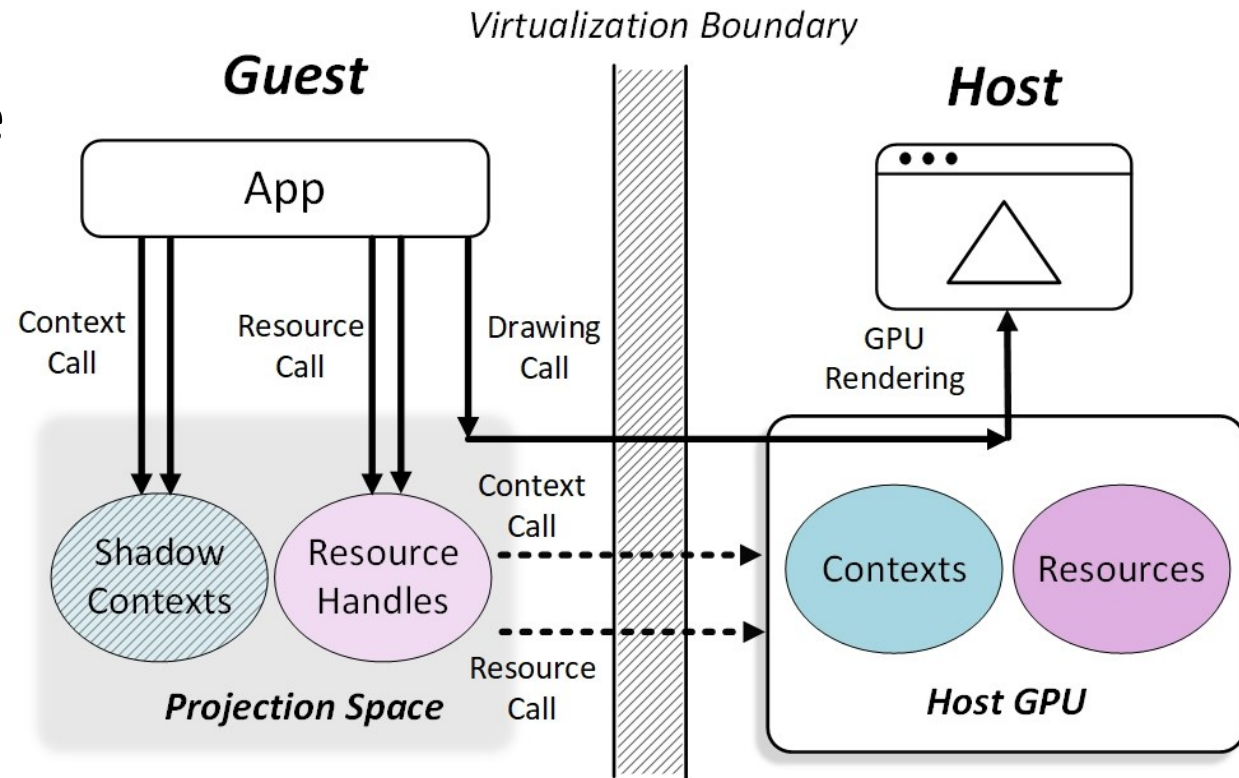 Virtualization Boundary
Guest
Host
e
App
Context
Call
Resource
Call
Drawing
Call
GPU
Rendering
Context
Call
Shadow
Contexts
Resource
Handles
Contexts
Resources
Resource
Call
Projection Space
Host GPU